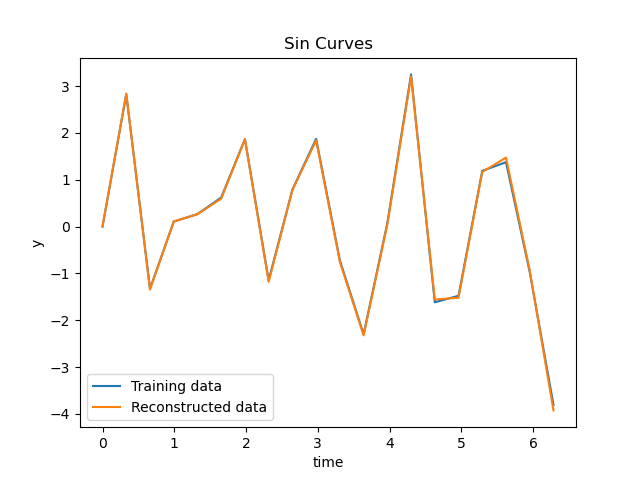 Sin Curves
3
2
1
0
−1
−2
−3
−4
y
Training data
Reconstructed data
0 1 2 3 4 5 6
time